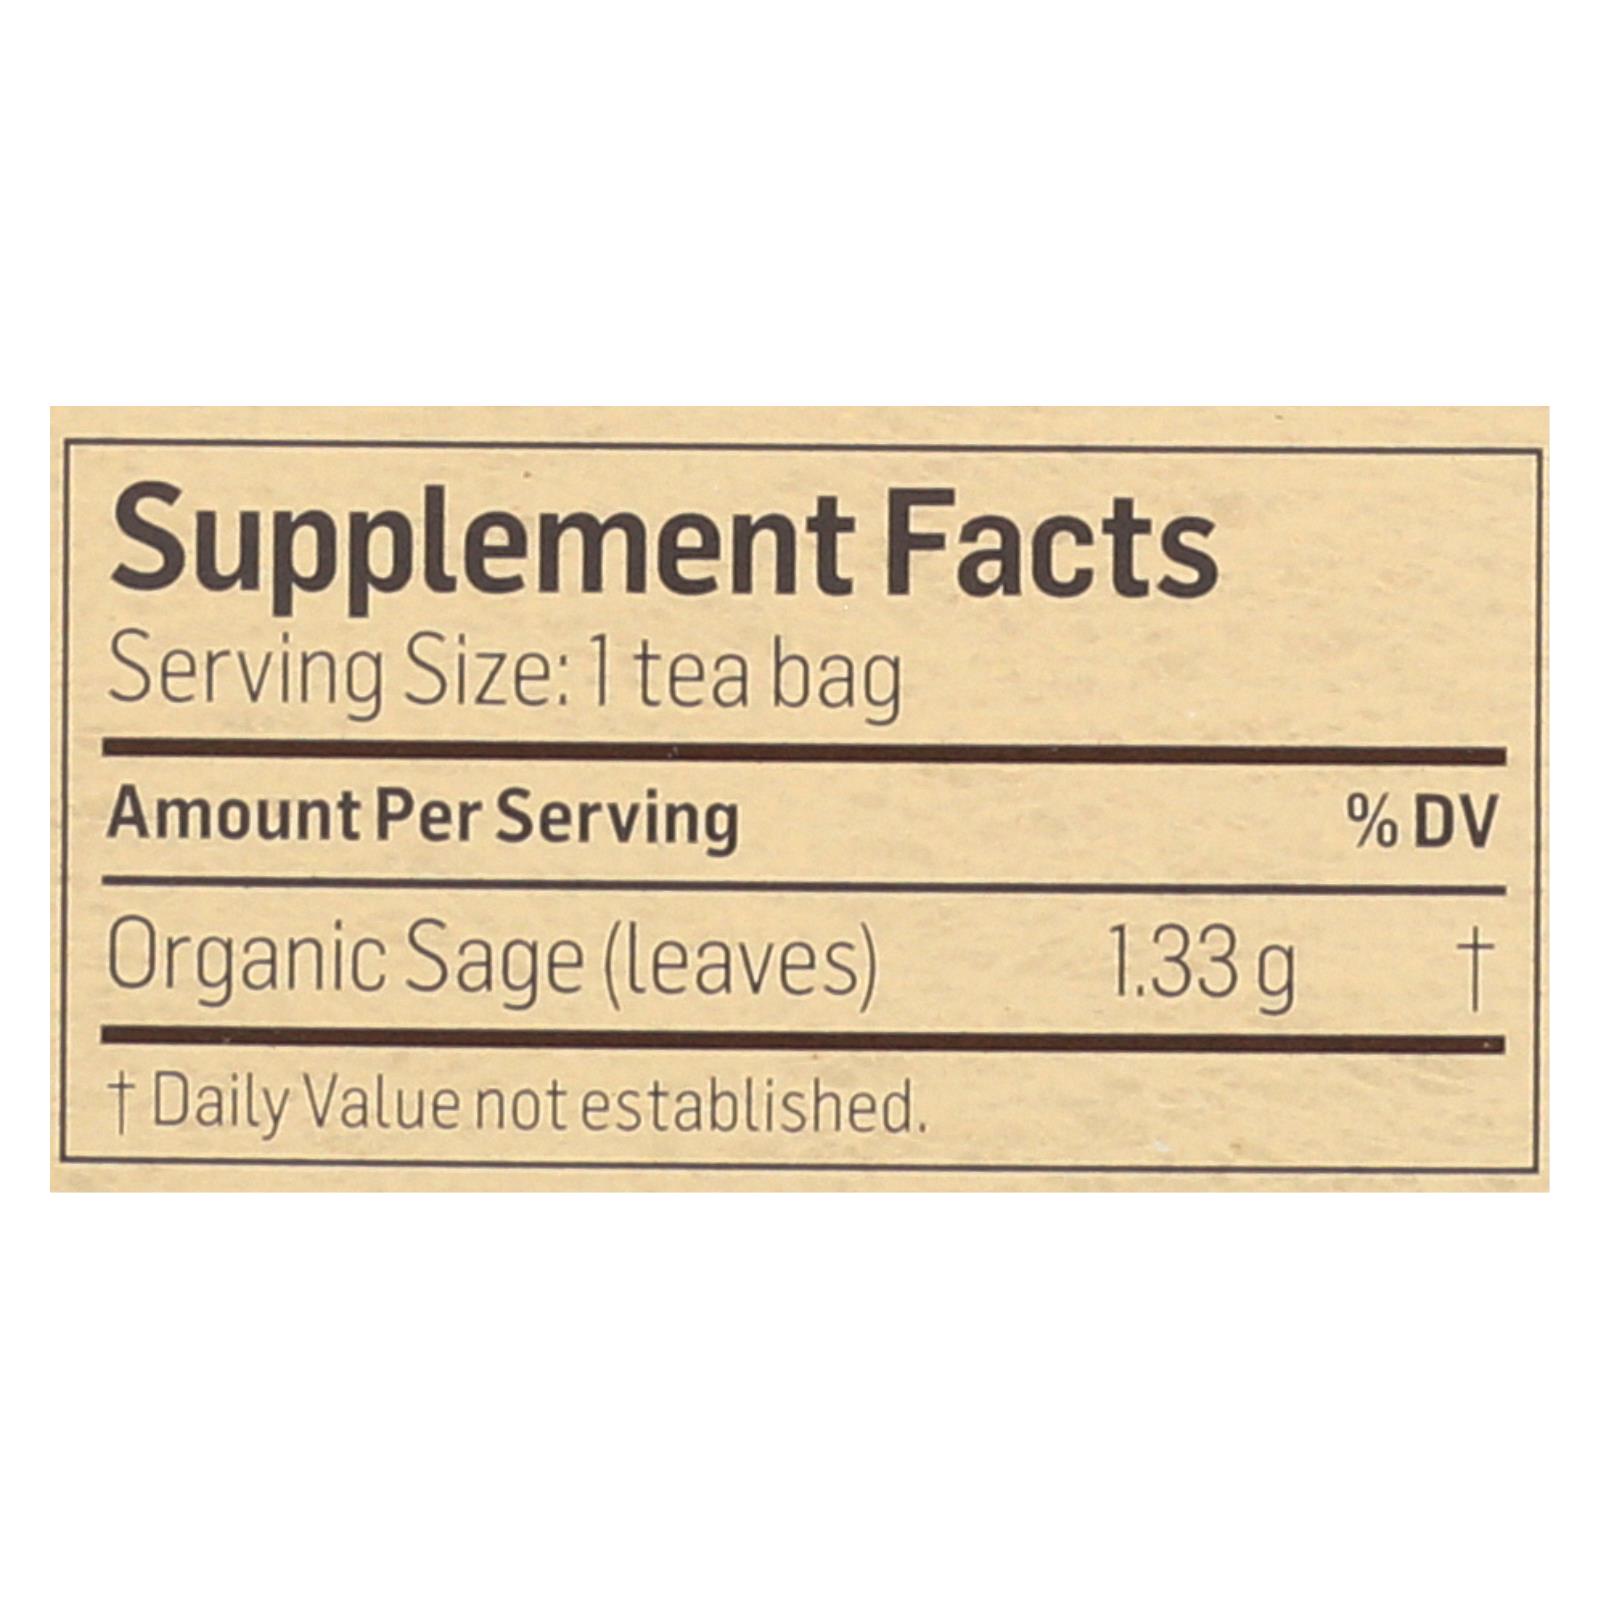 Supplement Facts
Serving Size: 1 tea bag
Amount Per Serving % DV
Organic Sage (leaves) 1.33 g †
† Daily Value not established.